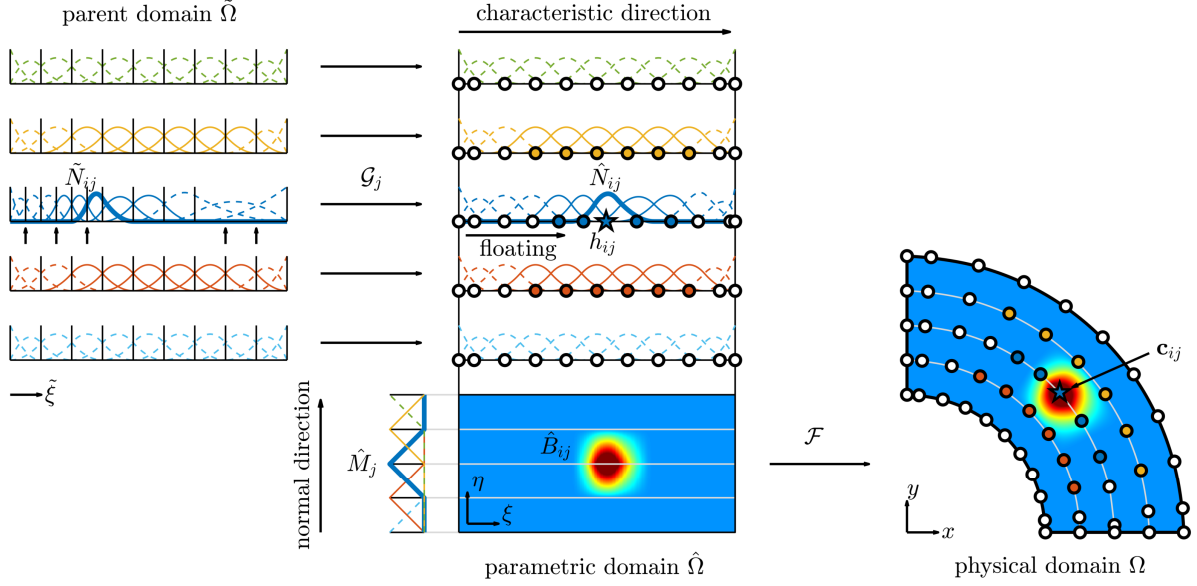 parent domain Ω̃
characteristic direction
Ñ_ij
𝒢_j
N̂_ij
floating
h_ij
ξ̃
normal direction
M̂_j
B̂_ij
η
ξ
ℱ
c_ij
y
x
parametric domain Ω̂
physical domain Ω